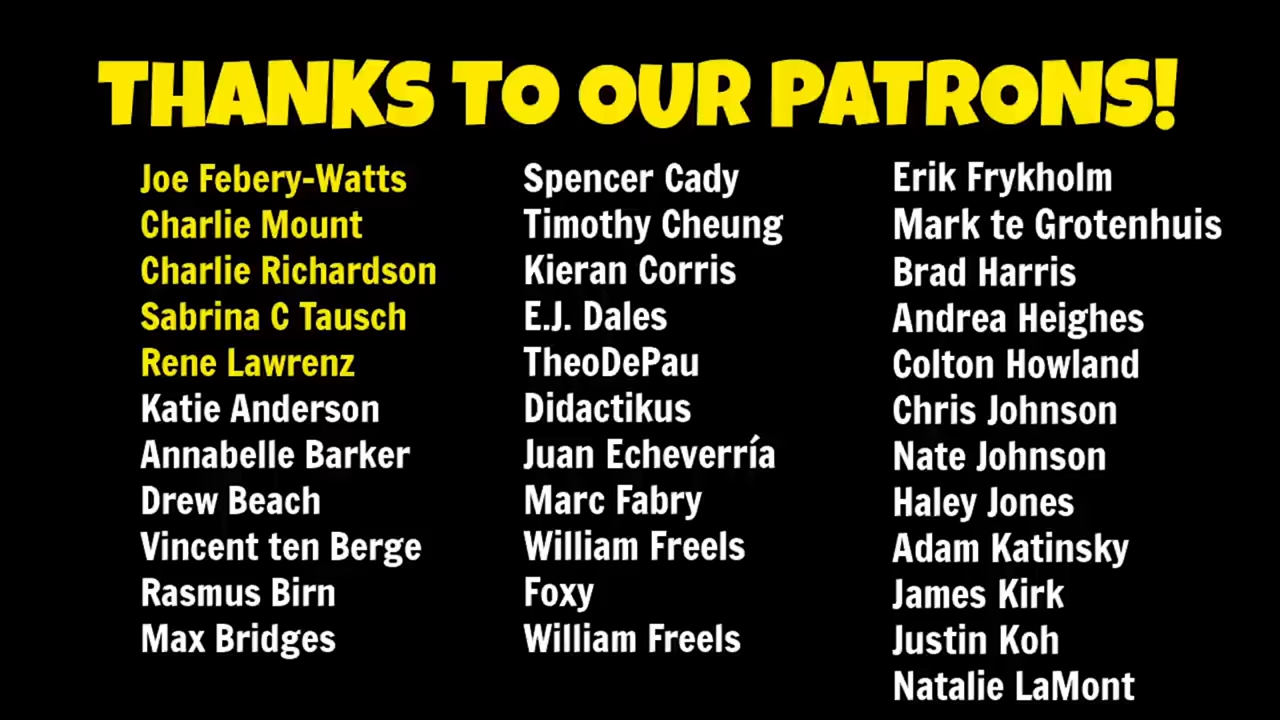 THANKS TO OUR PATRONS!
Joe Febery-Watts
Charlie Mount
Charlie Richardson
Sabrina C Tausch
Rene Lawrenz
Katie Anderson
Annabelle Barker
Drew Beach
Vincent ten Berge
Rasmus Birn
Max Bridges
Spencer Cady
Timothy Cheung
Kieran Corris
E.J. Dales
TheoDePau
Didactikus
Juan Echeverría
Marc Fabry
William Freels
Foxy
William Freels
Erik Frykholm
Mark te Grotenhuis
Brad Harris
Andrea Heighes
Colton Howland
Chris Johnson
Nate Johnson
Haley Jones
Adam Katinsky
James Kirk
Justin Koh
Natalie LaMont